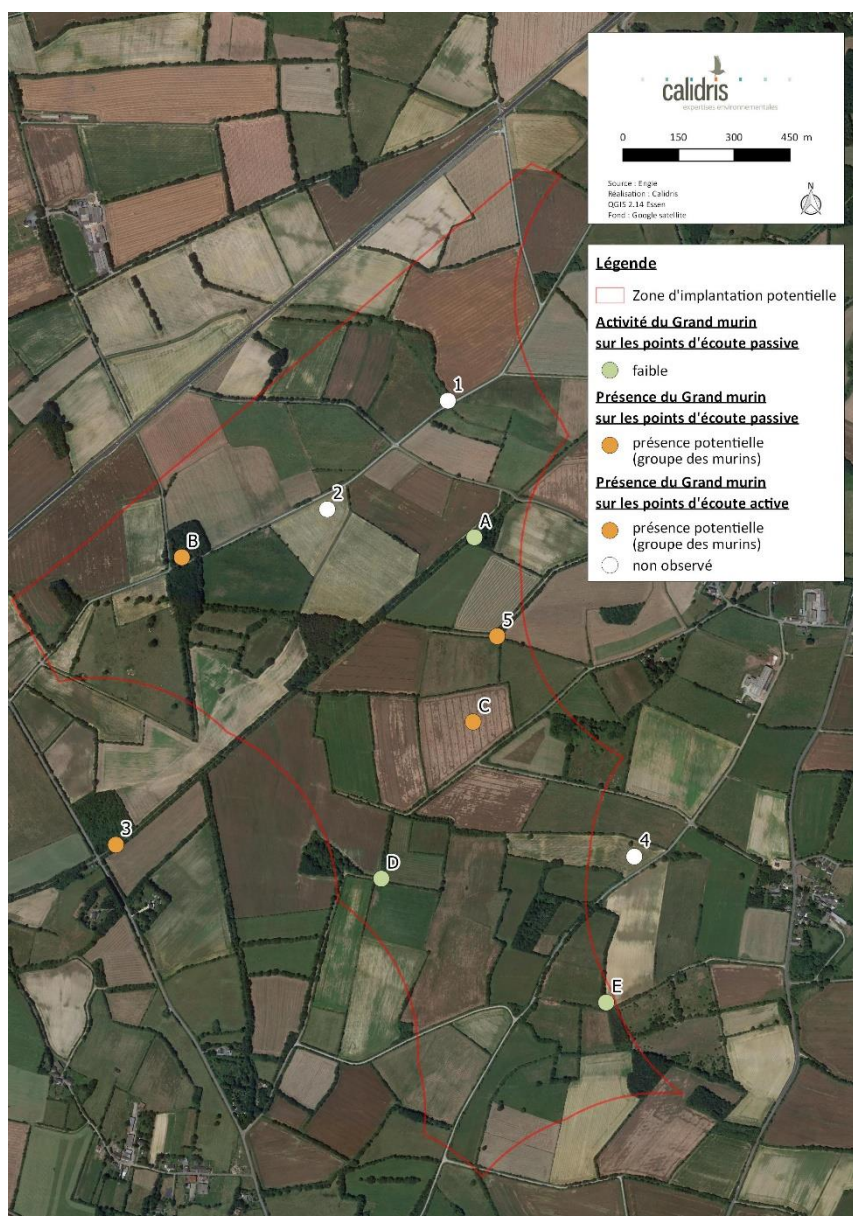 calidris
expertises environnementales
0 150 300 450 m
Source : Engie
Réalisation : Calidris
QGIS 2.14 Essen
Fond : Google satellite
N
Légende
Zone d'implantation potentielle
Activité du Grand murin
sur les points d'écoute passive
faible
Présence du Grand murin
sur les points d'écoute passive
présence potentielle
(groupe des murins)
Présence du Grand murin
sur les points d'écoute active
présence potentielle
(groupe des murins)
non observé
1
2
A
B
5
C
3
4
D
E